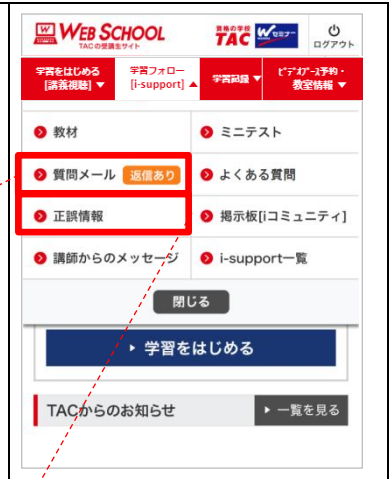 WEB SCHOOL
TACの受講生サイト
資格の学校
TAC
Wセミナー
ログアウト
学習をはじめる
[講義視聴] ▼
学習フォロー
[i-support] ▲
学習記録 ▼
ビデオブース予約・
教室情報 ▼
教材
ミニテスト
質問メール 返信あり
よくある質問
正誤情報
掲示板[iコミュニティ]
講師からのメッセージ
i-support一覧
閉じる
学習をはじめる
TACからのお知らせ
一覧を見る